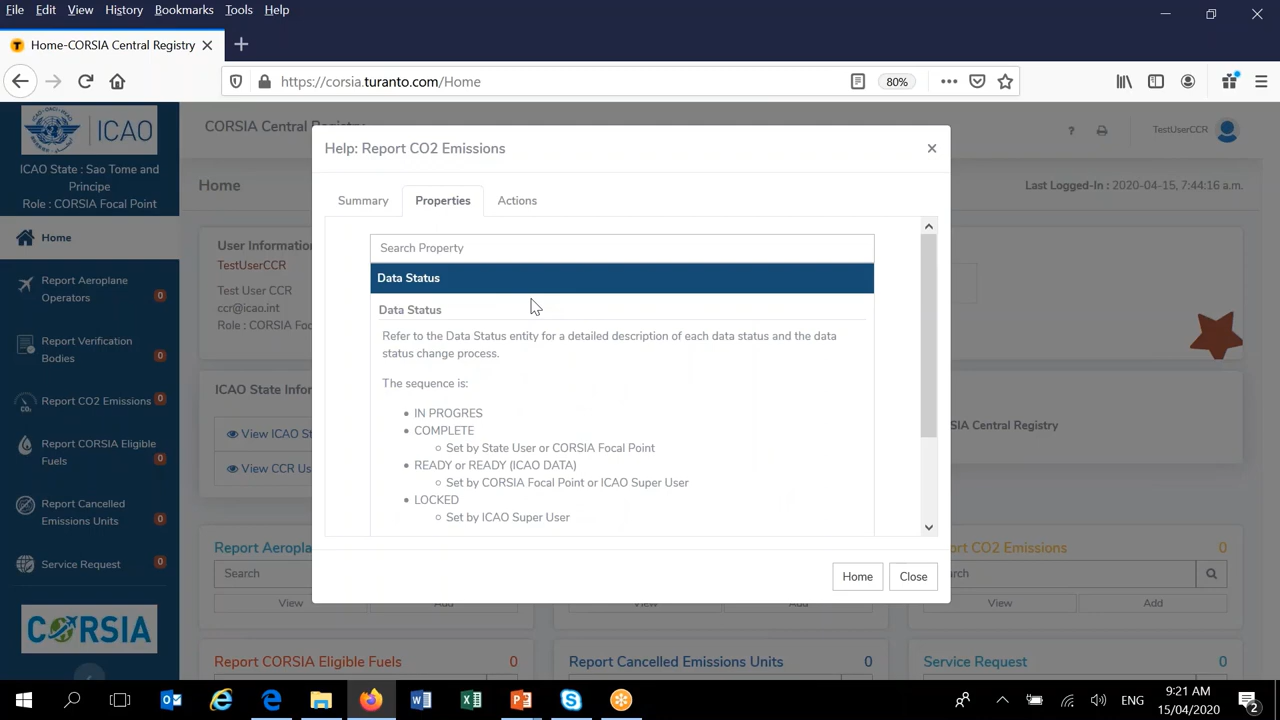 File Edit View History Bookmarks Tools Help
Home-CORSIA Central Registry
https://corsia.turanto.com/Home
80%
ICAO
ICAO State : Sao Tome and
Principe
Role : CORSIA Focal Point
Home
Report Aeroplane
Operators
0
Report Verification
Bodies
0
CO2
Report CO2 Emissions
0
Report CORSIA Eligible
Fuels
0
Report Cancelled
Emissions Units
0
Service Request
0
CORSIA
CORSIA Central Registry
TestUserCCR
Home
Last Logged-In : 2020-04-15, 7:44:16 a.m.
User Information
TestUserCCR
Test User CCR
ccr@icao.int
Role : CORSIA Foc
ICAO State Infor
View ICAO St
View CCR Us
SIA Central Registry
Help: Report CO2 Emissions
Summary
Properties
Actions
Search Property
Data Status
Data Status
Refer to the Data Status entity for a detailed description of each data status and the data
status change process.
The sequence is:
IN PROGRES
COMPLETE
Set by State User or CORSIA Focal Point
READY or READY (ICAO DATA)
Set by CORSIA Focal Point or ICAO Super User
LOCKED
Set by ICAO Super User
Home
Close
Report Aeropla
Search
View
Add
View
Add
ort CO2 Emissions
0
arch
View
Add
Report CORSIA Eligible Fuels
0
Report Cancelled Emissions Units
0
Service Request
0
ENG
9:21 AM
15/04/2020
2